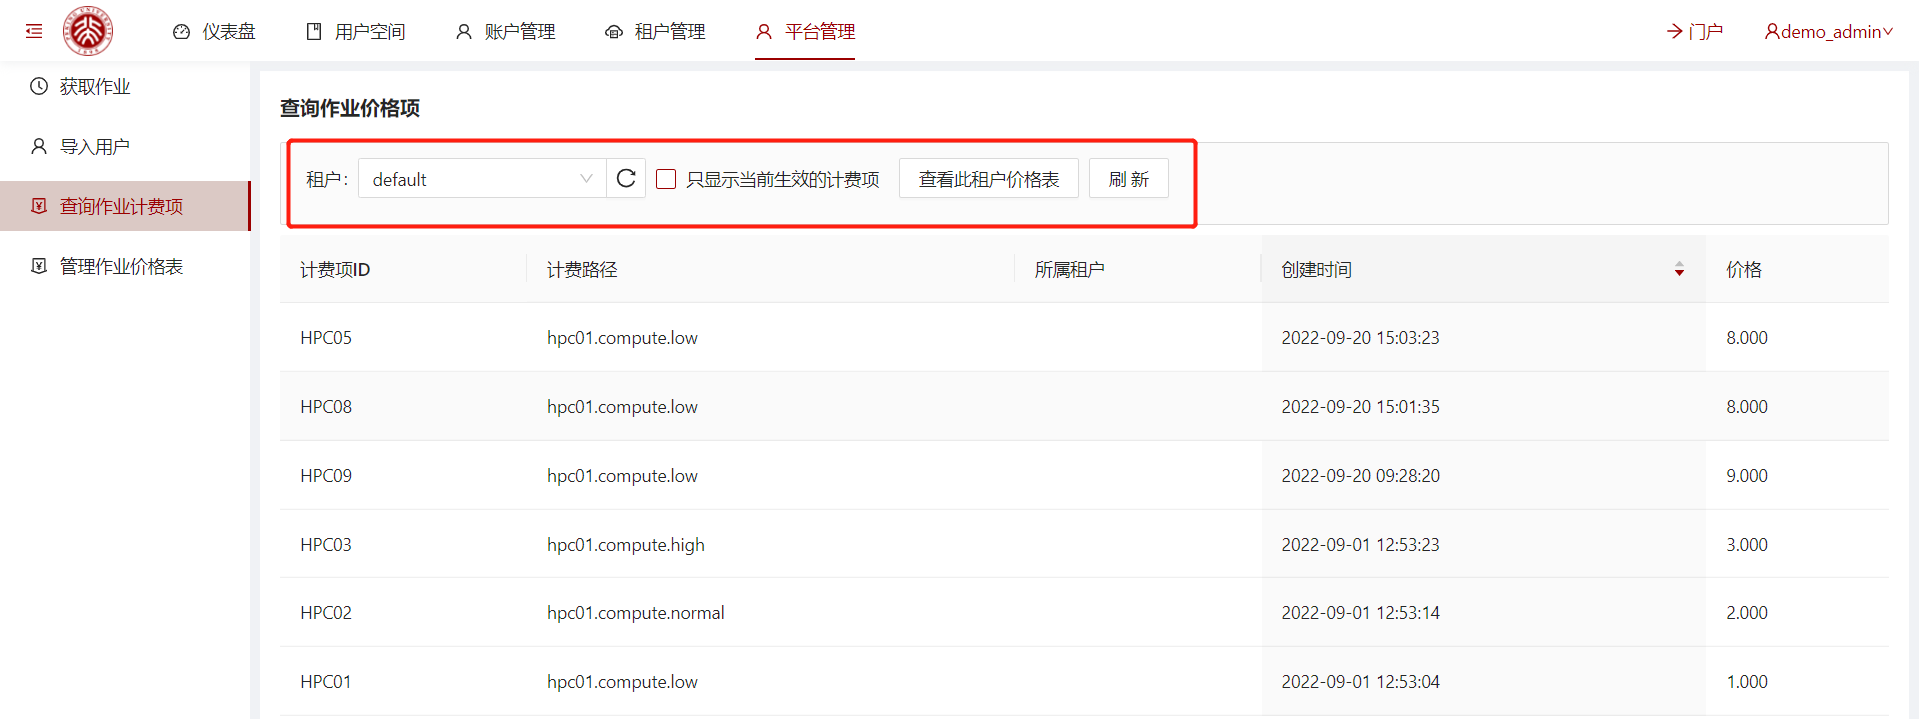 仪表盘 用户空间 账户管理 租户管理 平台管理 门户 demo_admin
获取作业
导入用户
查询作业计费项
管理作业价格表
查询作业价格项
租户: default 只显示当前生效的计费项 查看此租户价格表 刷 新
计费项ID 计费路径 所属租户 创建时间 价格
HPC05 hpc01.compute.low 2022-09-20 15:03:23 8.000
HPC08 hpc01.compute.low 2022-09-20 15:01:35 8.000
HPC09 hpc01.compute.low 2022-09-20 09:28:20 9.000
HPC03 hpc01.compute.high 2022-09-01 12:53:23 3.000
HPC02 hpc01.compute.normal 2022-09-01 12:53:14 2.000
HPC01 hpc01.compute.low 2022-09-01 12:53:04 1.000